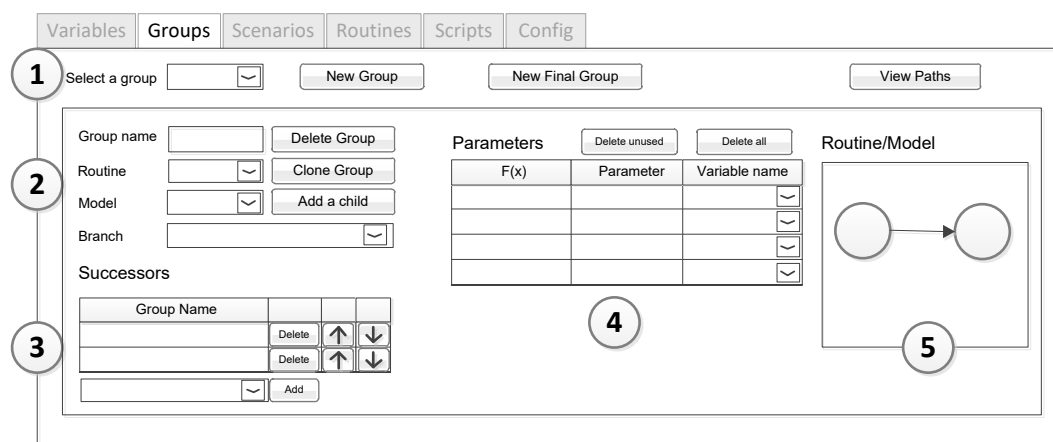 Variables Groups Scenarios Routines Scripts Config
1 Select a group New Group New Final Group View Paths
Group name Delete Group Parameters Delete unused Delete all Routine/Model
2 Routine Clone Group F(x) Parameter Variable name
Model Add a child
Branch
Successors
Group Name
Delete
3 Delete 4 5
Add